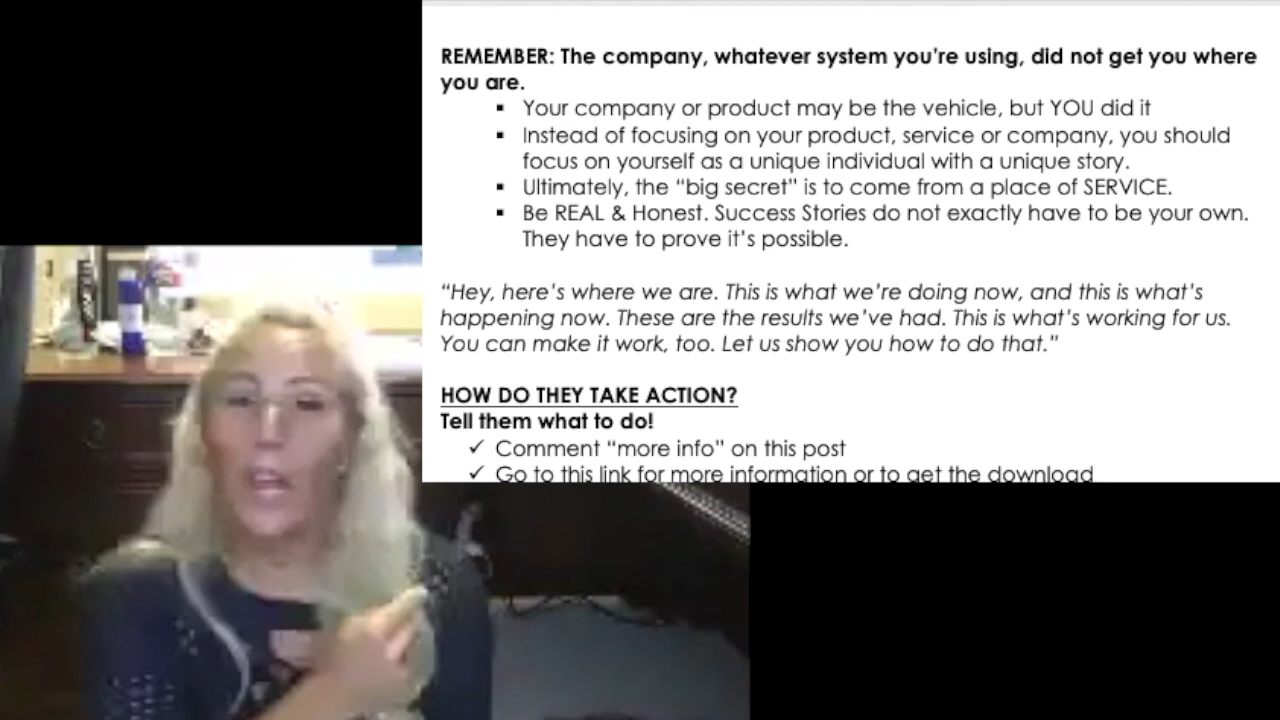 REMEMBER: The company, whatever system you're using, did not get you where
you are.
▪ Your company or product may be the vehicle, but YOU did it
▪ Instead of focusing on your product, service or company, you should
focus on yourself as a unique individual with a unique story.
▪ Ultimately, the “big secret” is to come from a place of SERVICE.
▪ Be REAL & Honest. Success Stories do not exactly have to be your own.
They have to prove it’s possible.
“Hey, here’s where we are. This is what we’re doing now, and this is what’s
happening now. These are the results we’ve had. This is what’s working for us.
You can make it work, too. Let us show you how to do that.”
HOW DO THEY TAKE ACTION?
Tell them what to do!
✓ Comment “more info” on this post
✓ Go to this link for more information or to get the download